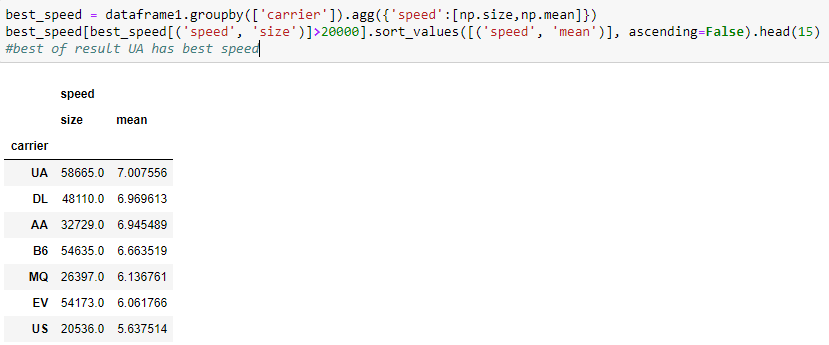 best_speed = dataframe1.groupby(['carrier']).agg({'speed':[np.size,np.mean]})
best_speed[best_speed[('speed', 'size')]>20000].sort_values([('speed', 'mean')], ascending=False).head(15)
#best of result UA has best speed
speed
size mean
carrier
UA 58665.0 7.007556
DL 48110.0 6.969613
AA 32729.0 6.945489
B6 54635.0 6.663519
MQ 26397.0 6.136761
EV 54173.0 6.061766
US 20536.0 5.637514